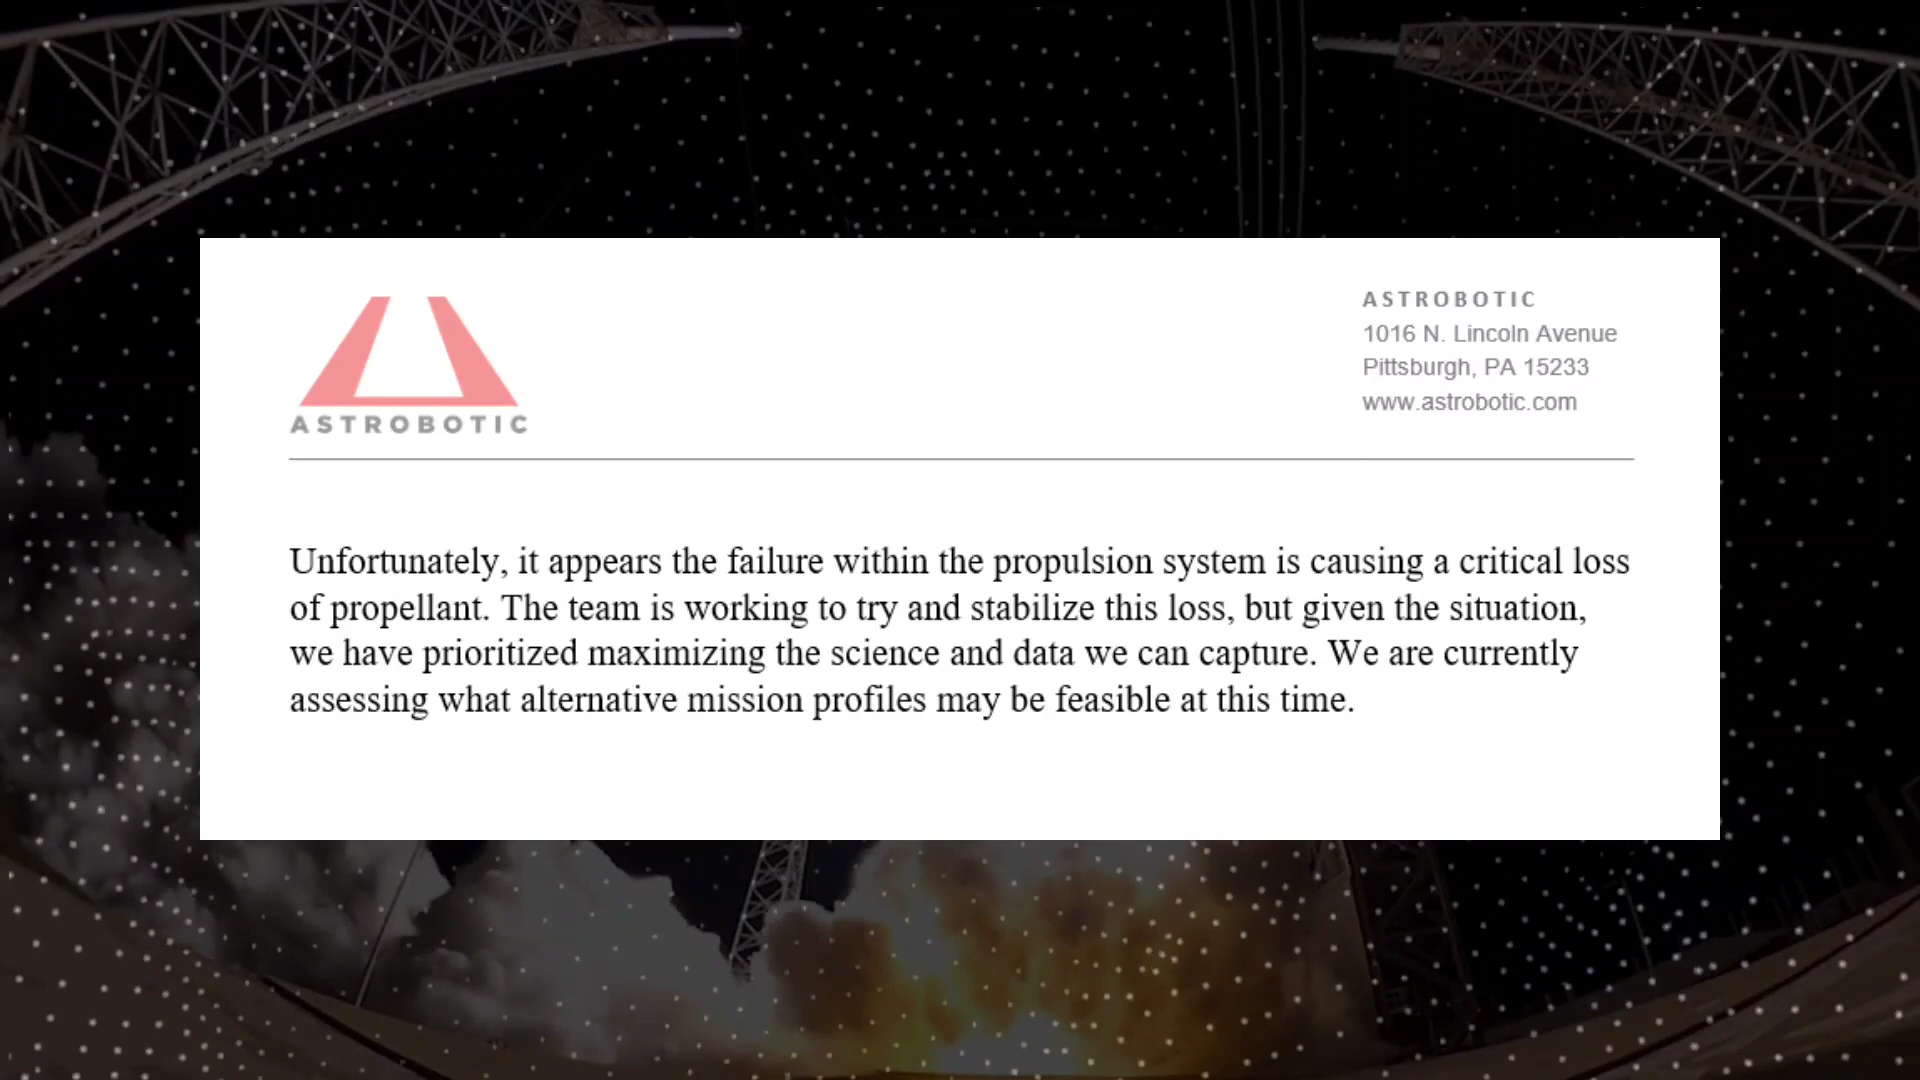 ASTROBOTIC
ASTROBOTIC
1016 N. Lincoln Avenue
Pittsburgh, PA 15233
www.astrobotic.com
Unfortunately, it appears the failure within the propulsion system is causing a critical loss
of propellant. The team is working to try and stabilize this loss, but given the situation,
we have prioritized maximizing the science and data we can capture. We are currently
assessing what alternative mission profiles may be feasible at this time.